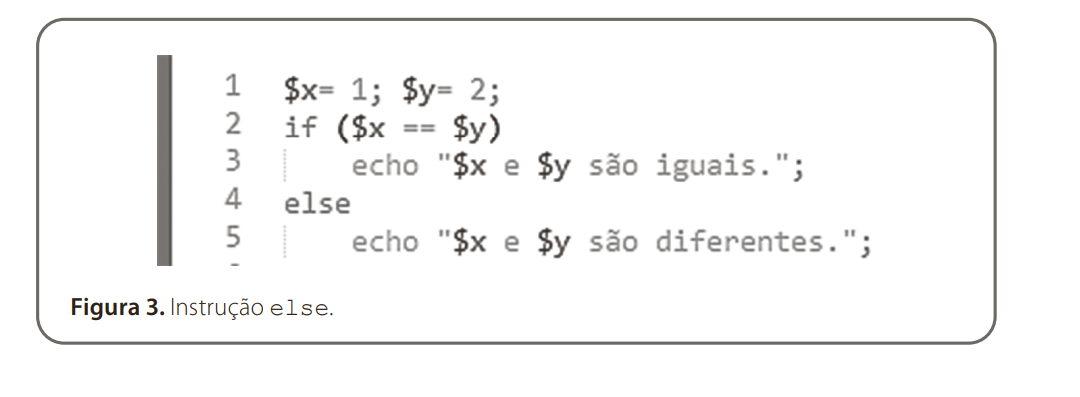 1 $x= 1; $y= 2;
2 if ($x == $y)
3 echo "$x e $y são iguais.";
4 else
5 echo "$x e $y são diferentes.";
Figura 3. Instrução else.